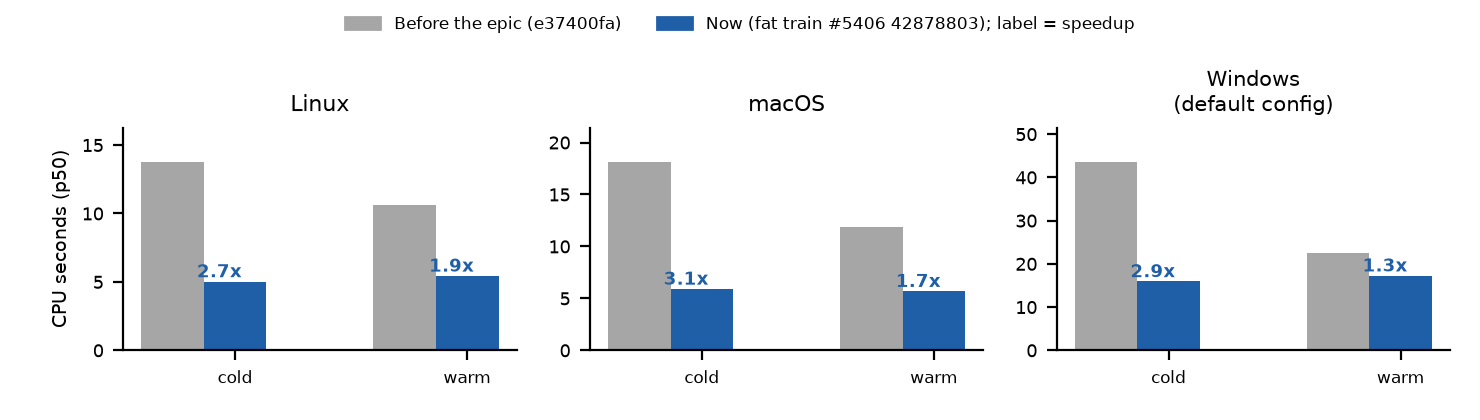 Before the epic (e37400fa)
Now (fat train #5406 42878803); label = speedup
Linux
CPU seconds (p50)
15
10
5
0
2.7x
1.9x
cold
warm
macOS
20
15
10
5
0
3.1x
1.7x
cold
warm
Windows
(default config)
50
40
30
20
10
0
2.9x
1.3x
cold
warm